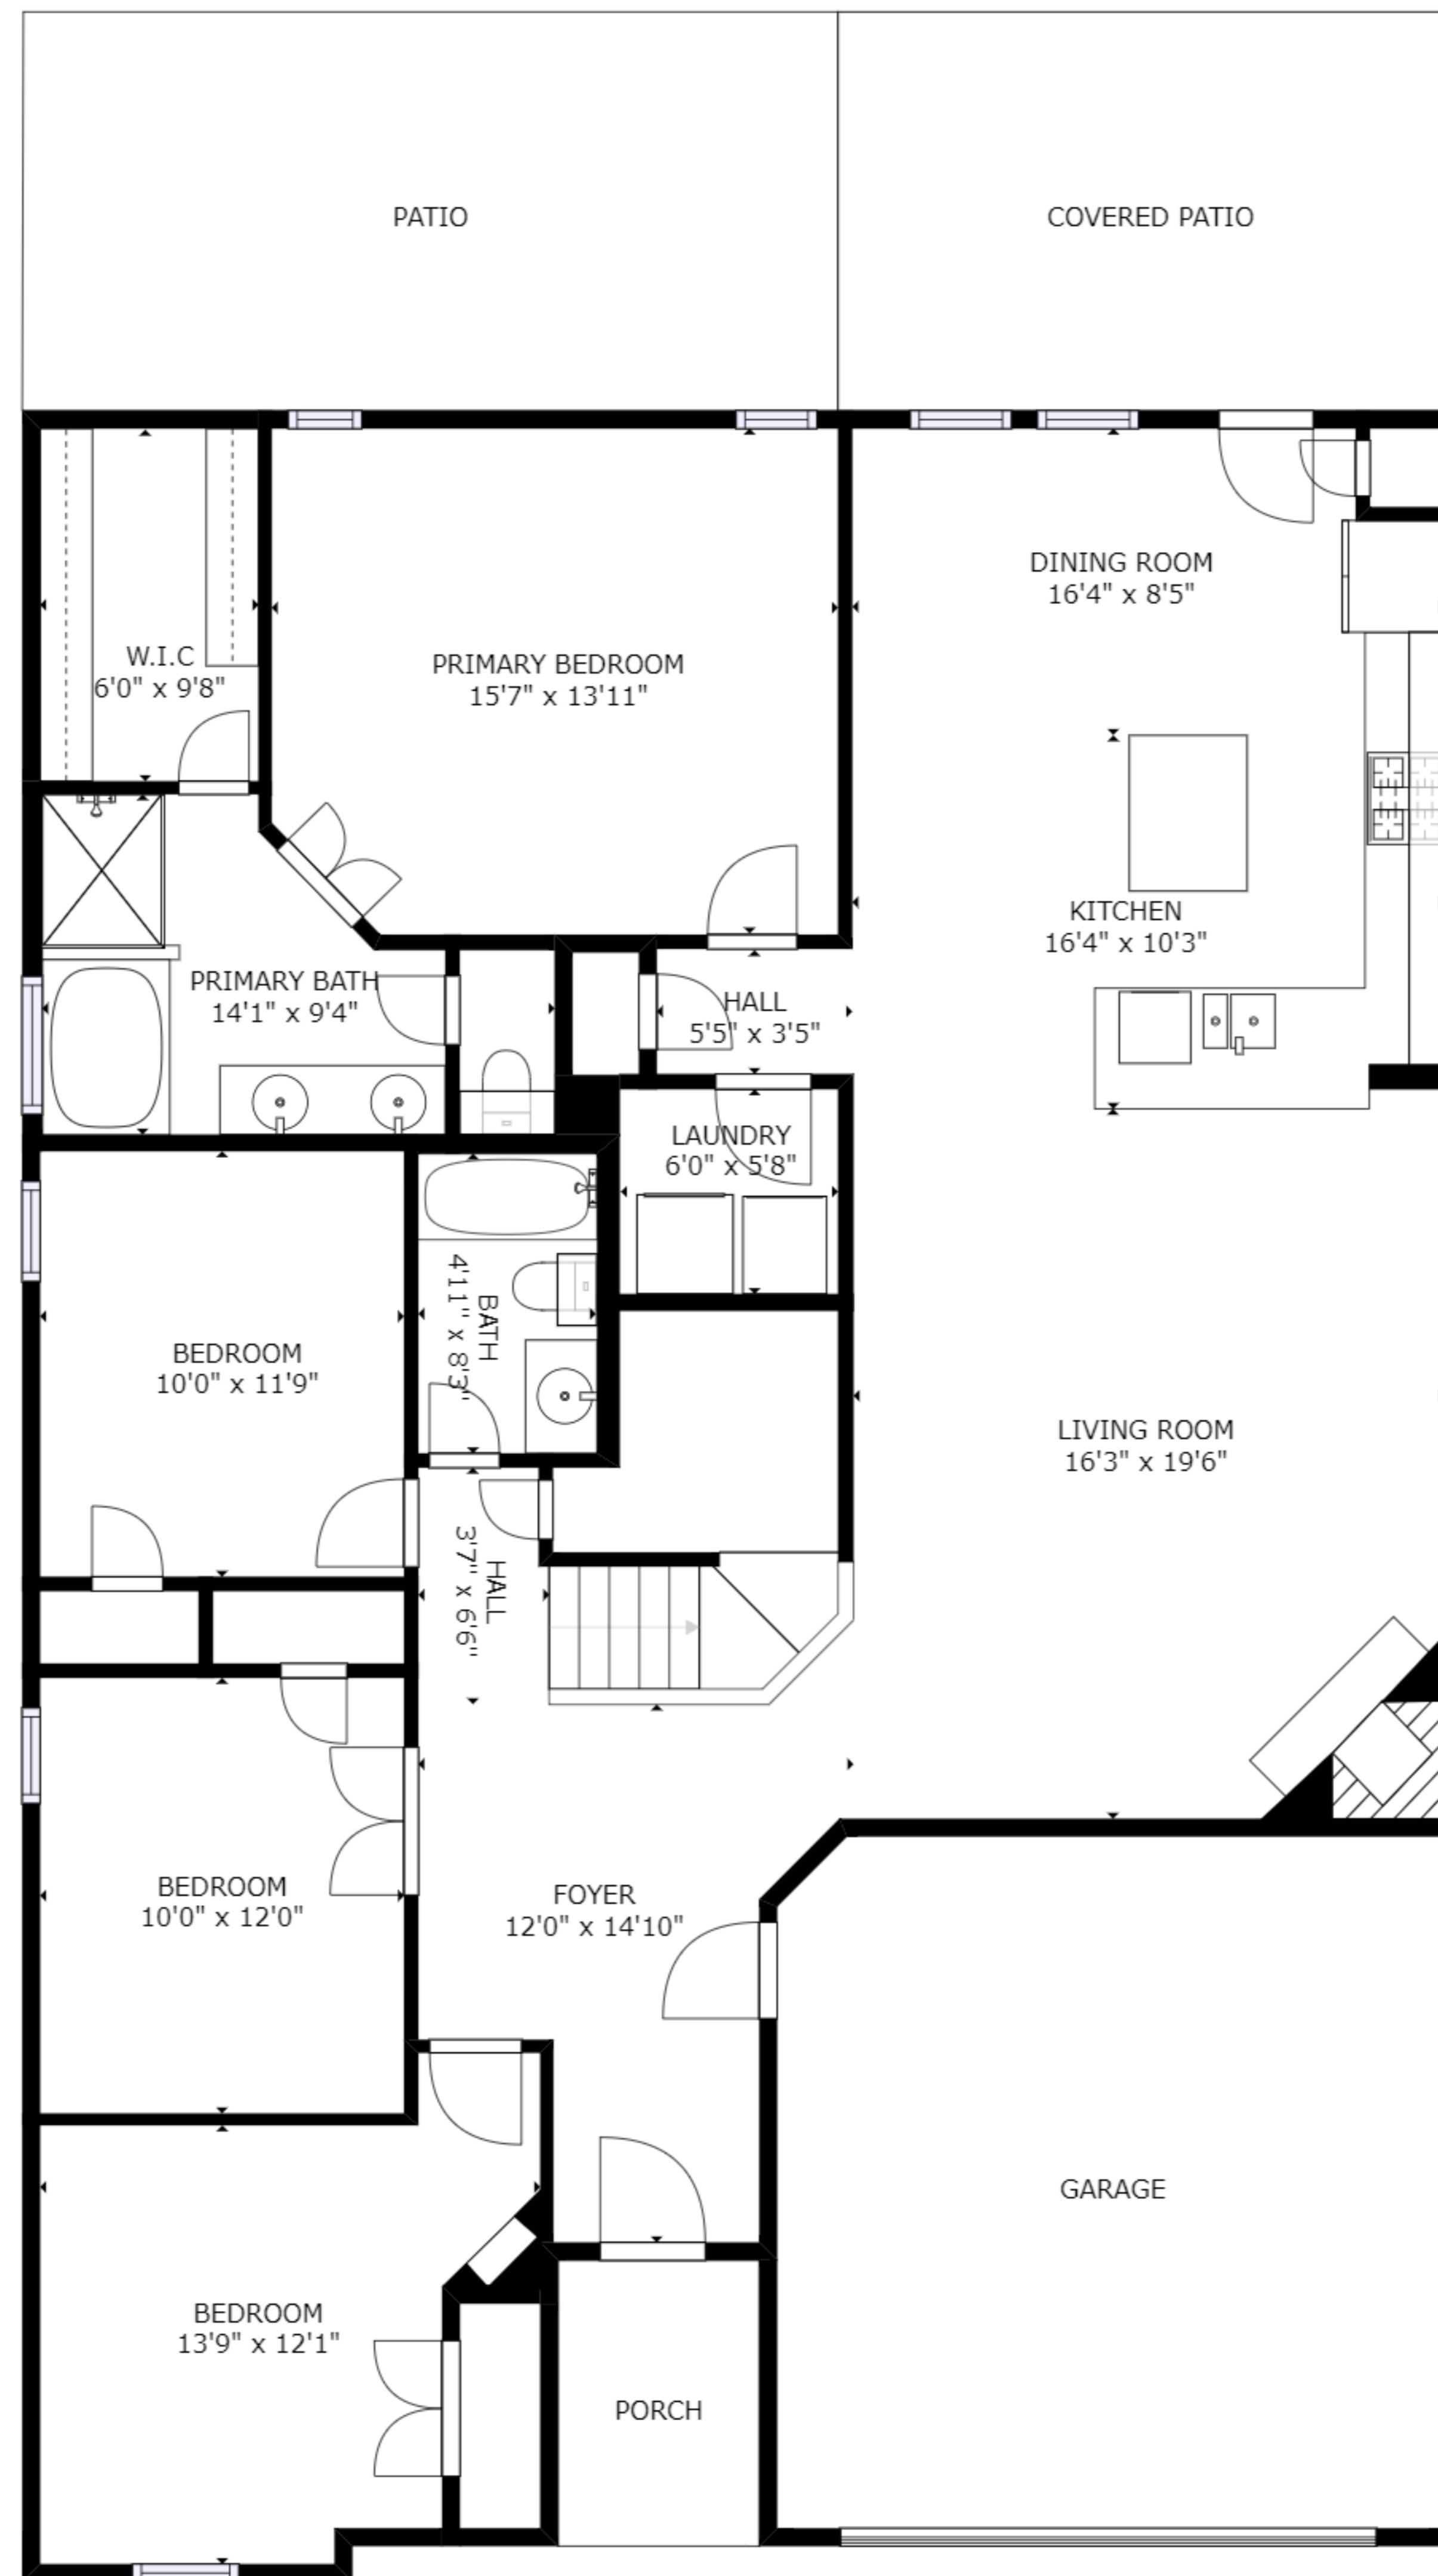 PATIO
COVERED PATIO
DINING ROOM
16'4" x 8'5"
W.I.C
6'0" x 9'8"
PRIMARY BEDROOM
15'7" x 13'11"
KITCHEN
16'4" x 10'3"
PRIMARY BATH
14'1" x 9'4"
HALL
5'5" x 3'5"
LAUNDRY
6'0" x 5'8"
BATH
4'11" x 8'3"
BEDROOM
10'0" x 11'9"
LIVING ROOM
16'3" x 19'6"
HALL
3'7" x 6'6"
BEDROOM
10'0" x 12'0"
FOYER
12'0" x 14'10"
GARAGE
BEDROOM
13'9" x 12'1"
PORCH